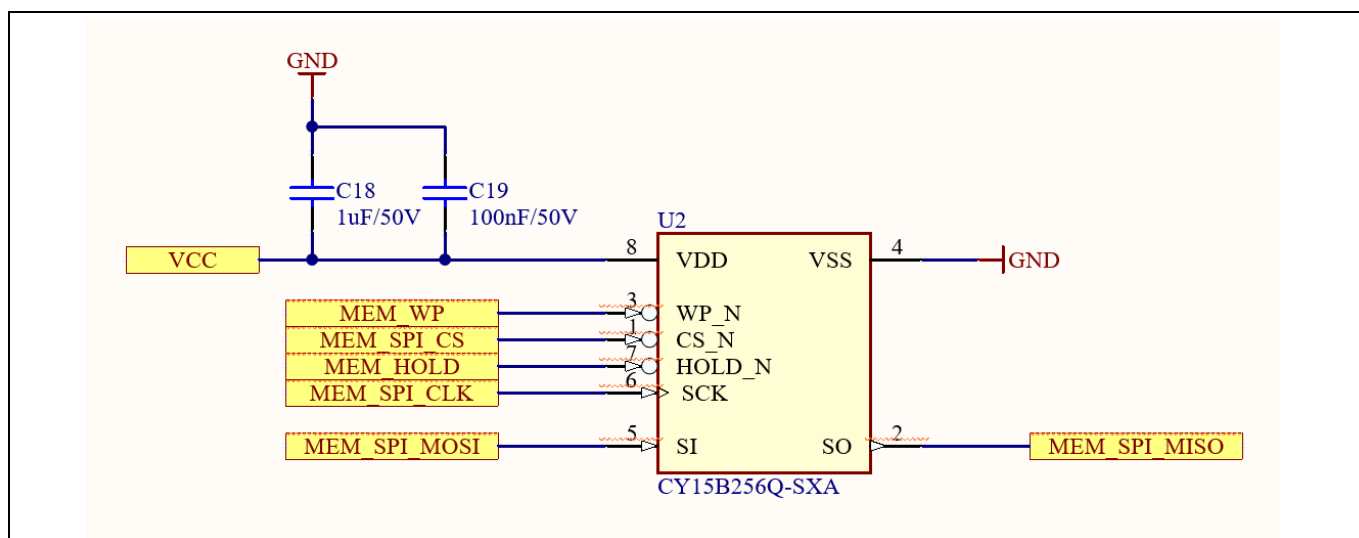 GND
C18
1uF/50V
C19
100nF/50V
U2
VCC
8
VDD
VSS
4
GND
MEM_WP
3
WP_N
MEM_SPI_CS
1
CS_N
MEM_HOLD
7
HOLD_N
MEM_SPI_CLK
6
SCK
MEM_SPI_MOSI
5
SI
SO
2
MEM_SPI_MISO
CY15B256Q-SXA